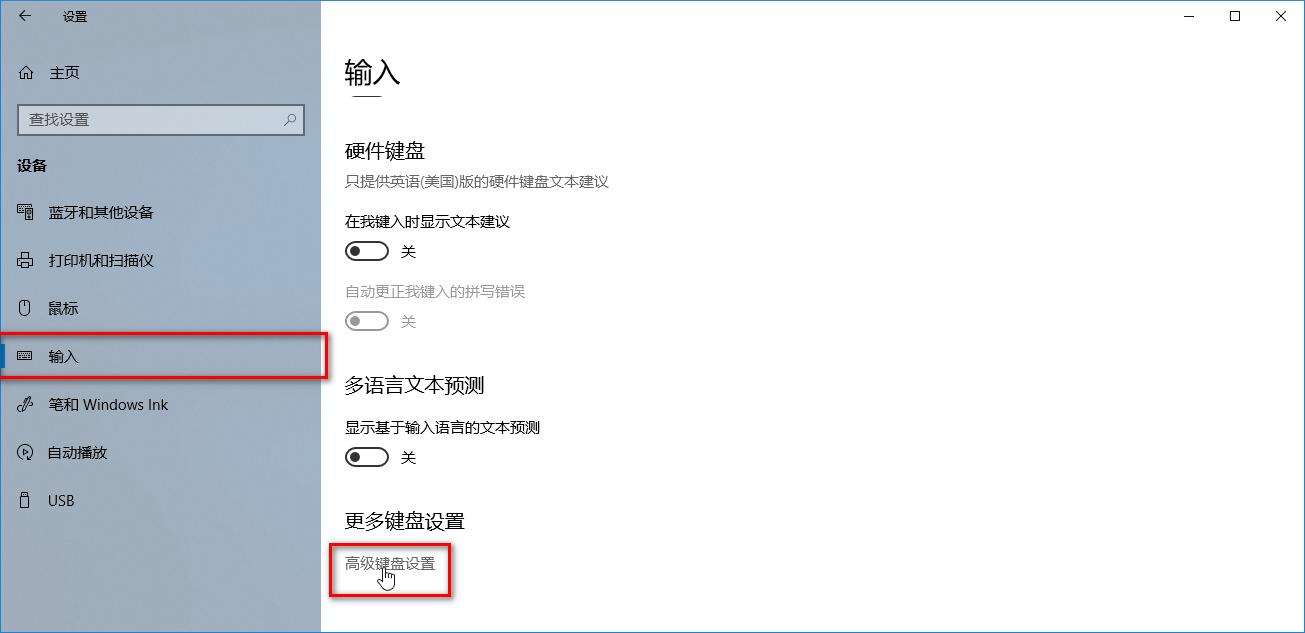 设置
主页
查找设置
设备
蓝牙和其他设备
打印机和扫描仪
鼠标
输入
笔和 Windows Ink
自动播放
USB
输入
硬件键盘
只提供英语(美国)版的硬件键盘文本建议
在我键入时显示文本建议
关
自动更正我键入的拼写错误
关
多语言文本预测
显示基于输入语言的文本预测
关
更多键盘设置
高级键盘设置